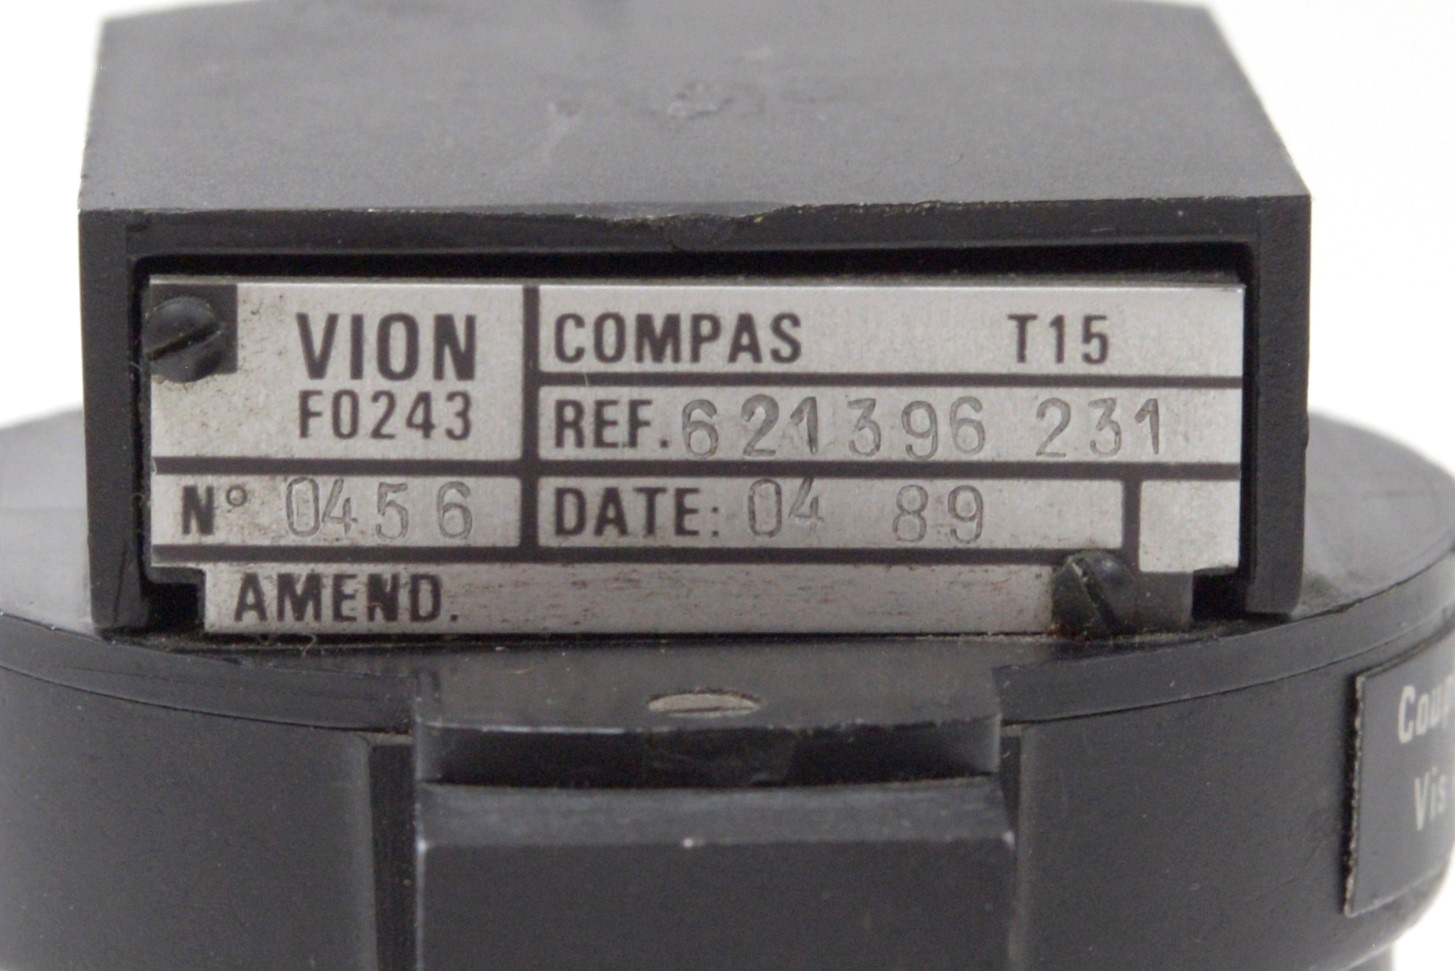 VION
F0243
COMPAS T15
REF. 621396 231
N° 0456
DATE: 04 89
AMEND.